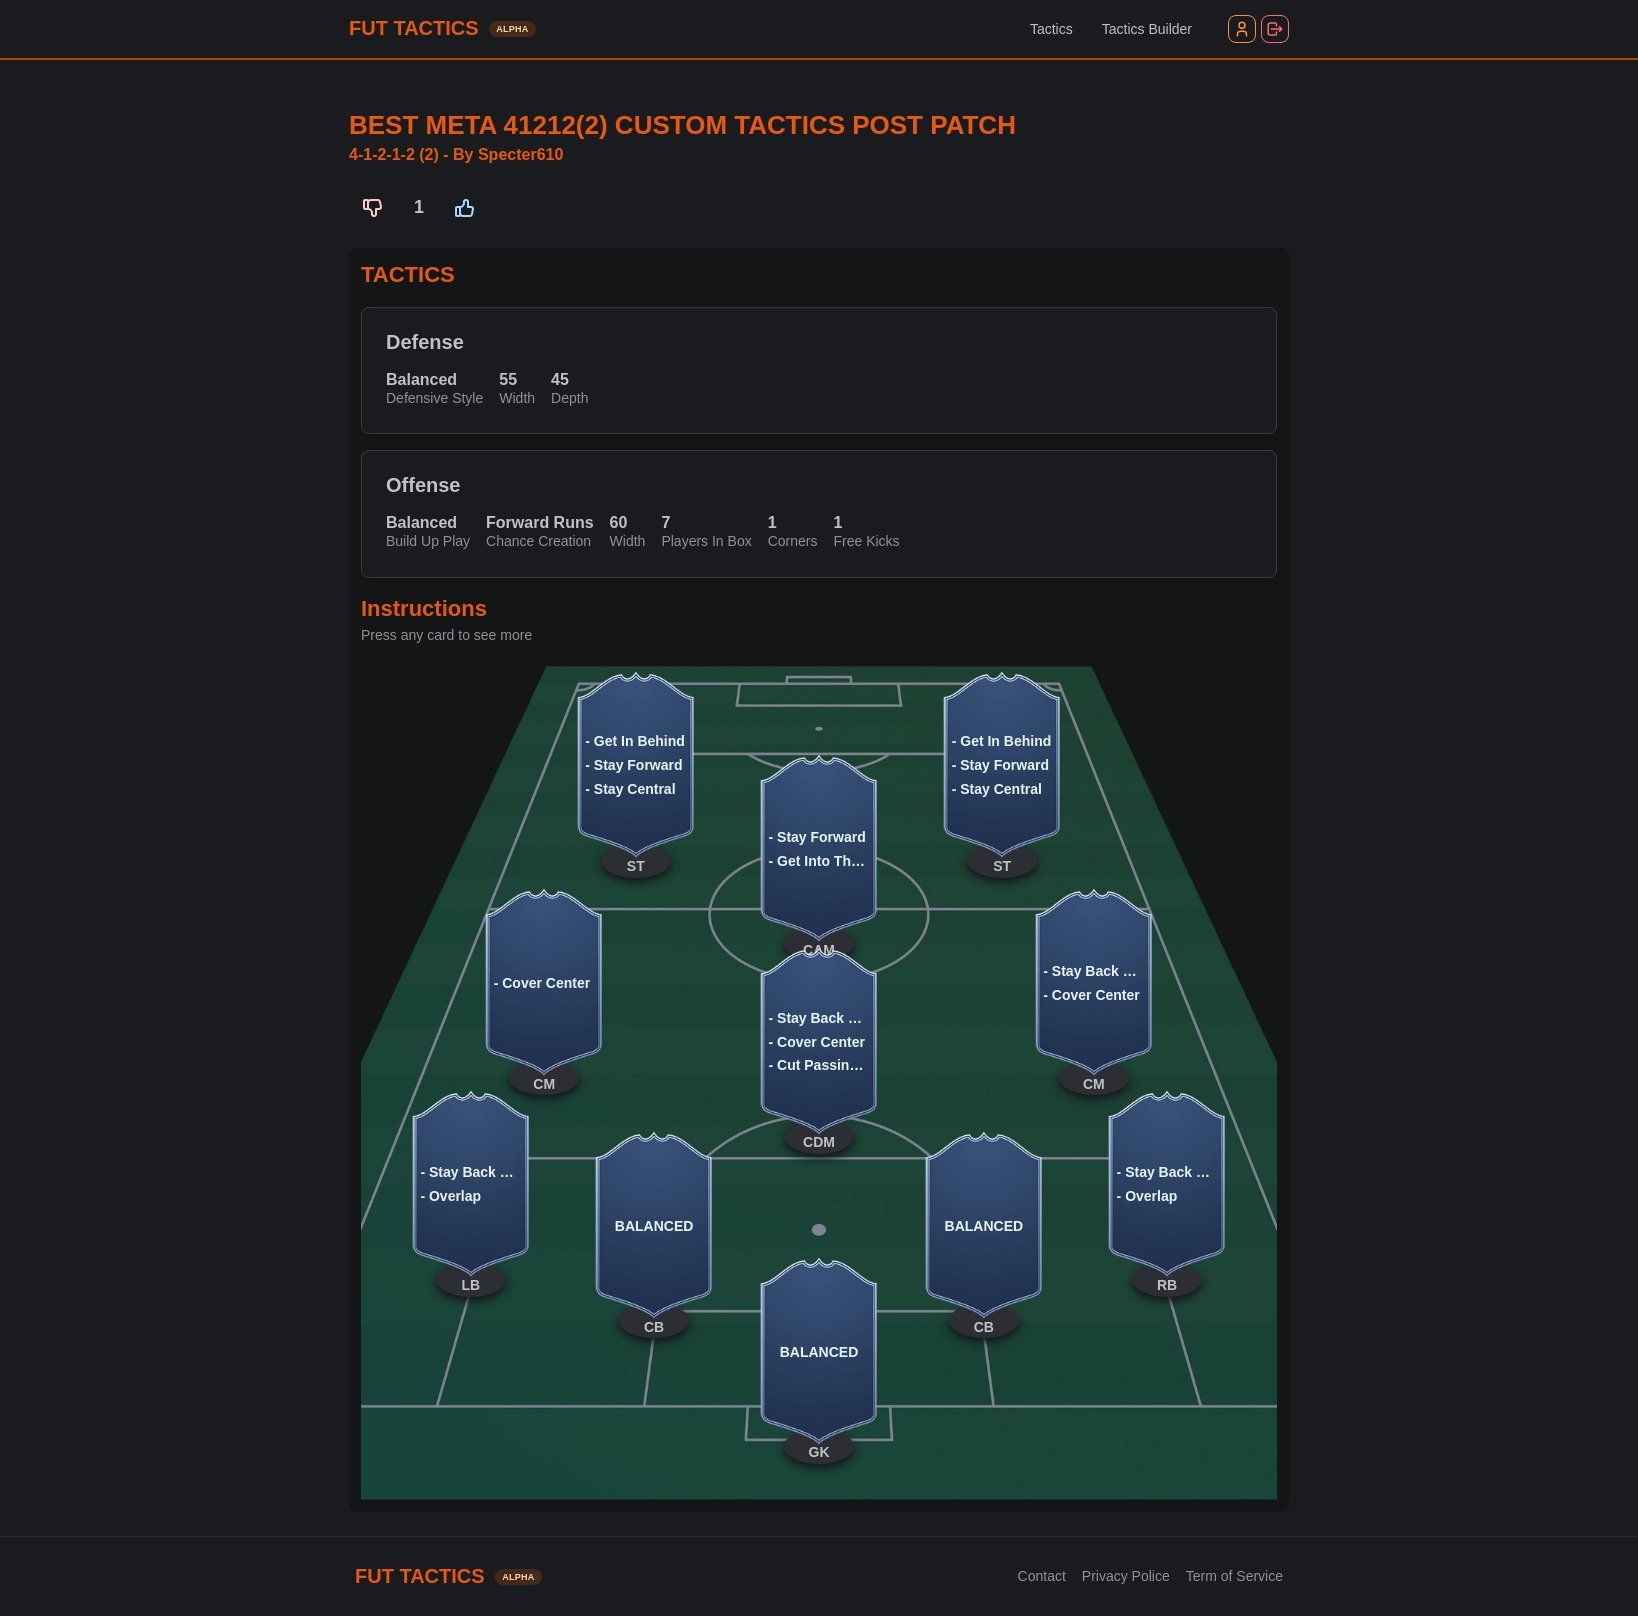 FUT TACTICS ALPHA Tactics Tactics Builder
BEST META 41212(2) CUSTOM TACTICS POST PATCH
4-1-2-1-2 (2) - By Specter610
1
TACTICS
Defense
Balanced 55 45
Defensive Style Width Depth
Offense
Balanced Forward Runs 60 7 1 1
Build Up Play Chance Creation Width Players In Box Corners Free Kicks
Instructions
Press any card to see more
- Get In Behind
- Stay Forward
- Stay Central
ST
- Get In Behind
- Stay Forward
- Stay Central
ST
- Stay Forward
- Get Into Th...
CAM
- Cover Center
CM
- Stay Back ...
- Cover Center
CM
- Stay Back ...
- Cover Center
- Cut Passin...
CDM
- Stay Back ...
- Overlap
LB
BALANCED
CB
BALANCED
CB
- Stay Back ...
- Overlap
RB
BALANCED
GK
FUT TACTICS ALPHA Contact Privacy Police Term of Service